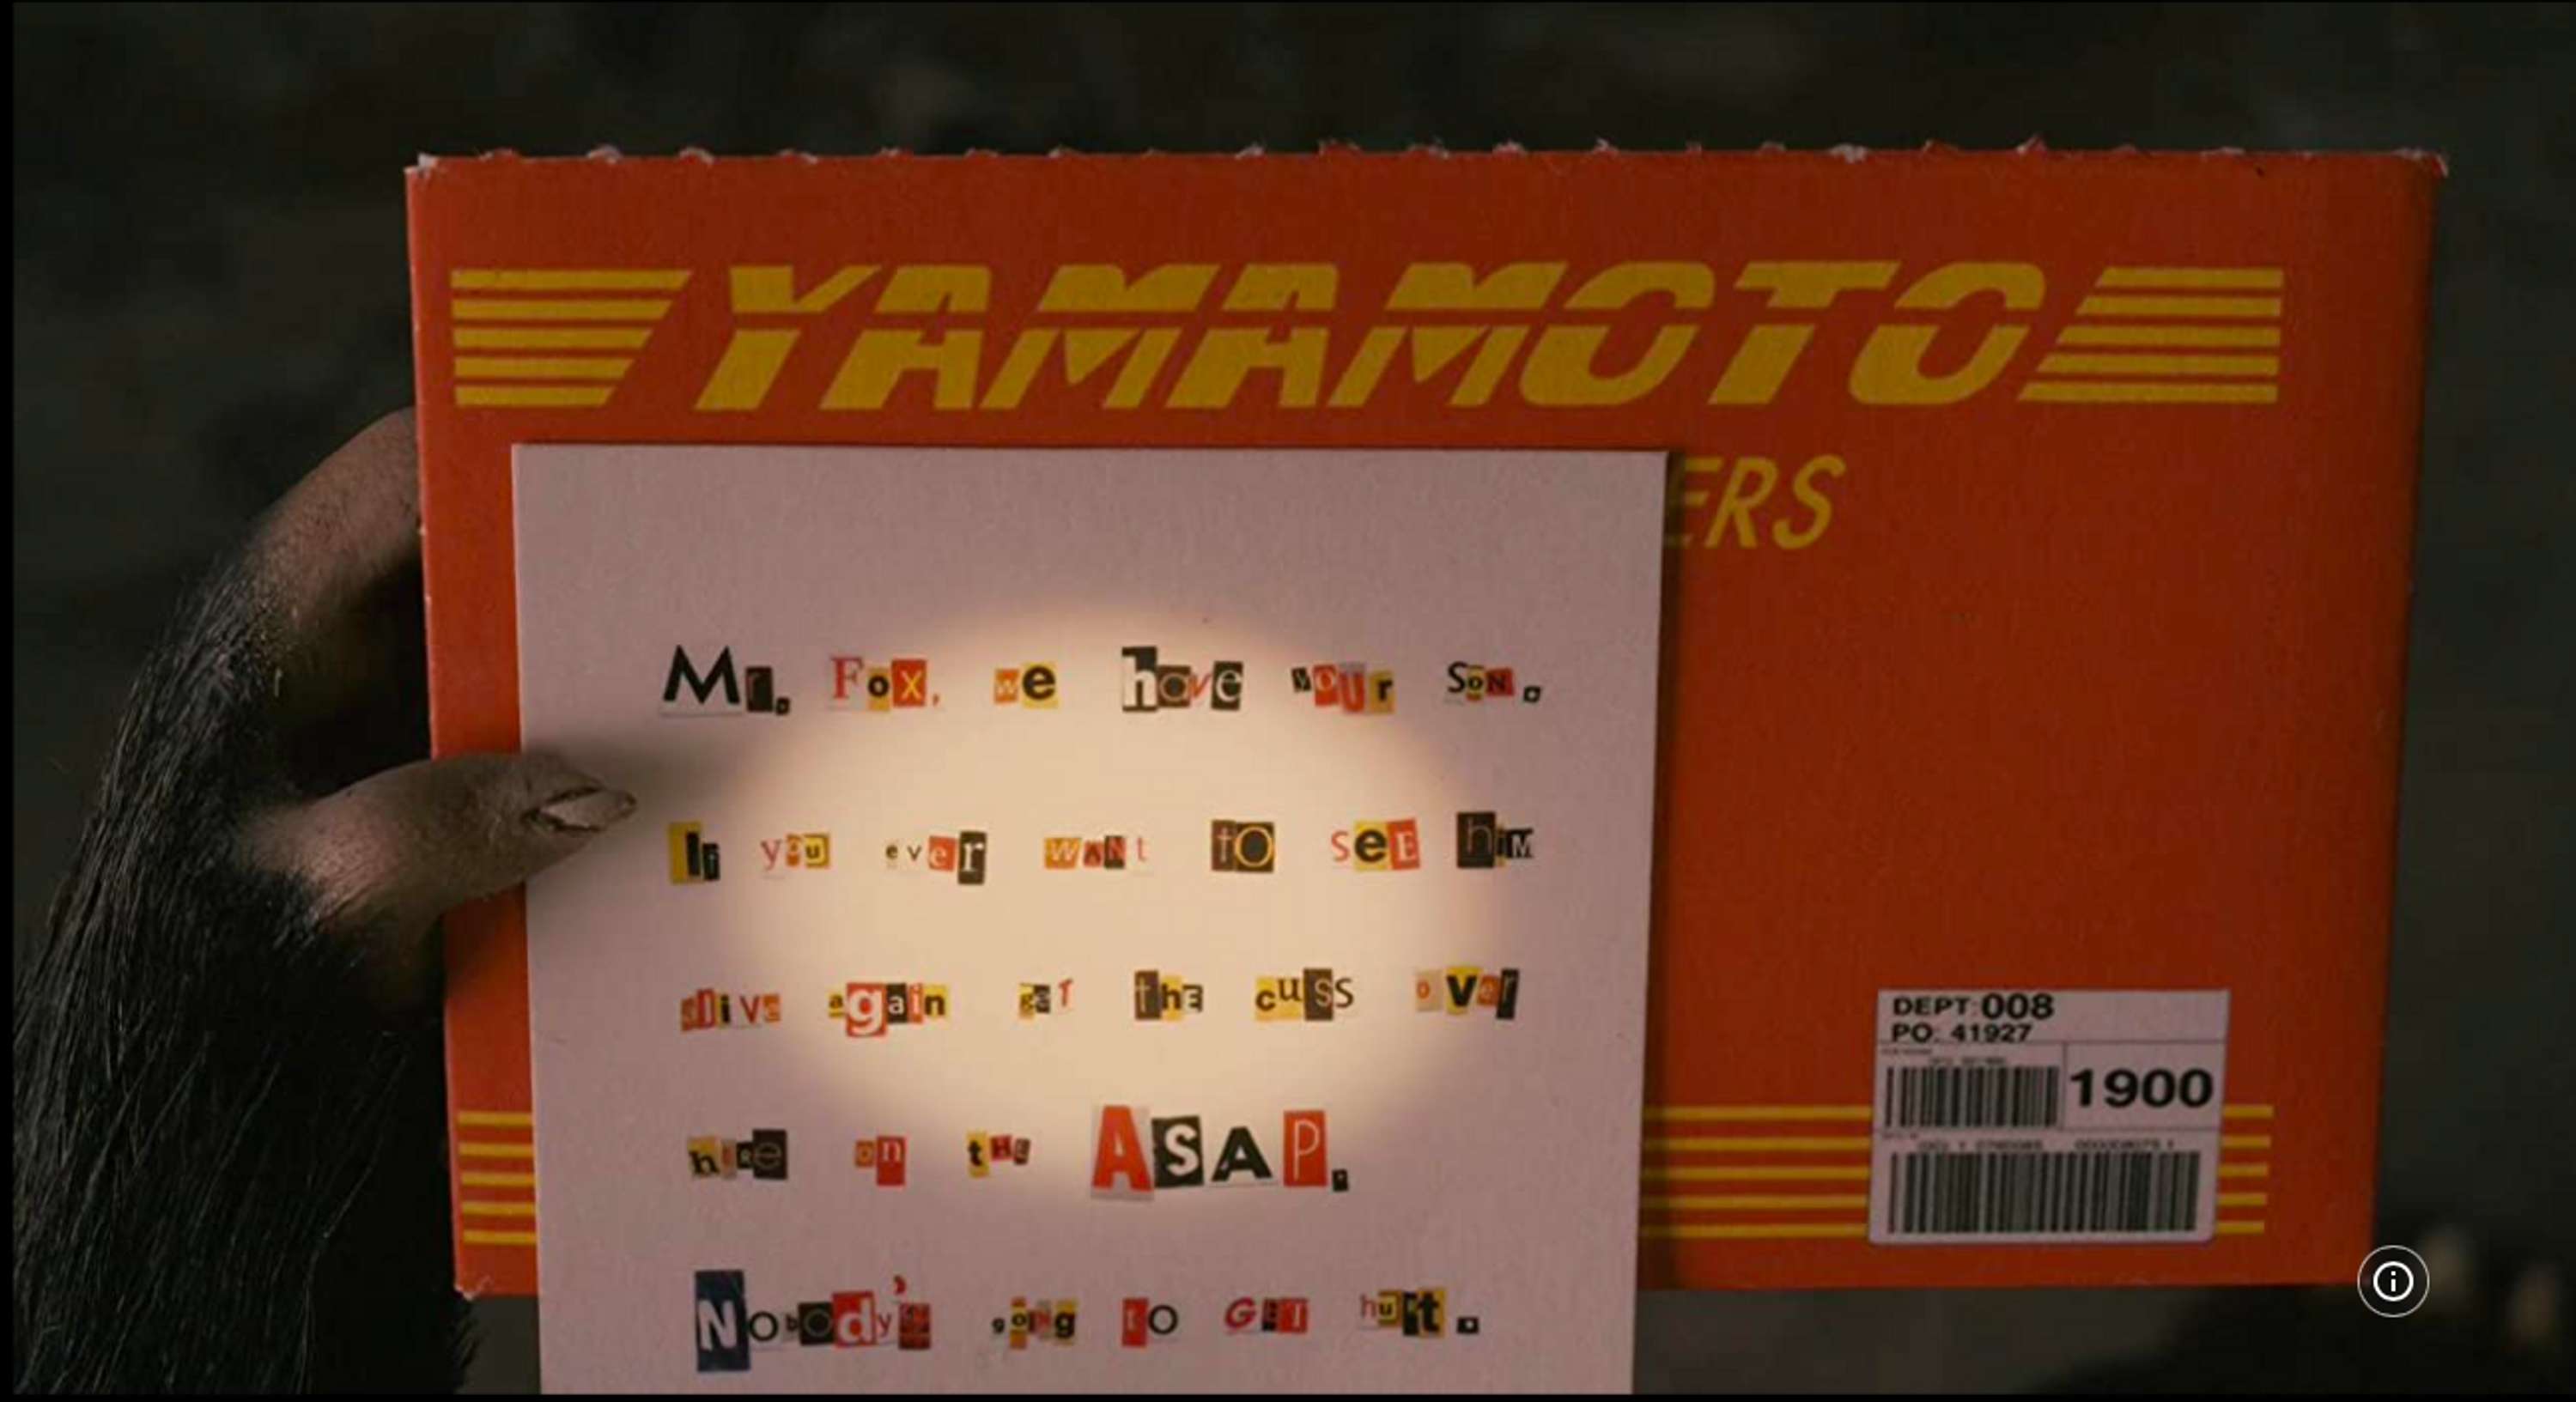 YAMAMOTO
ERS
Mr. Fox, we have your Son.
If you ever wANt to seE hiM
alive again geT thE cuss over
heRe on tHE ASAP.
Nobody's goiNg to GET huRt.
DEPT: 008
PO: 41927
1900